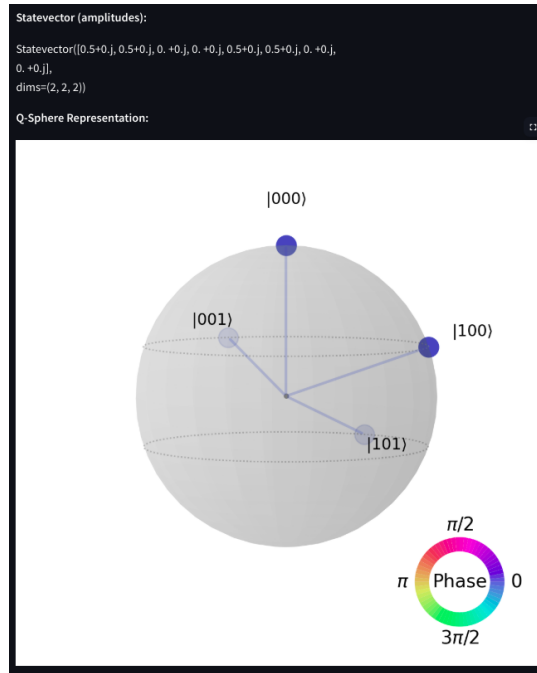 Statevector (amplitudes):
Statevector([0.5+0.j, 0.5+0.j, 0. +0.j, 0. +0.j, 0.5+0.j, 0.5+0.j, 0. +0.j,
0. +0.j],
dims=(2, 2, 2))
Q-Sphere Representation:
|000⟩
|001⟩
|100⟩
|101⟩
π/2
π Phase 0
3π/2